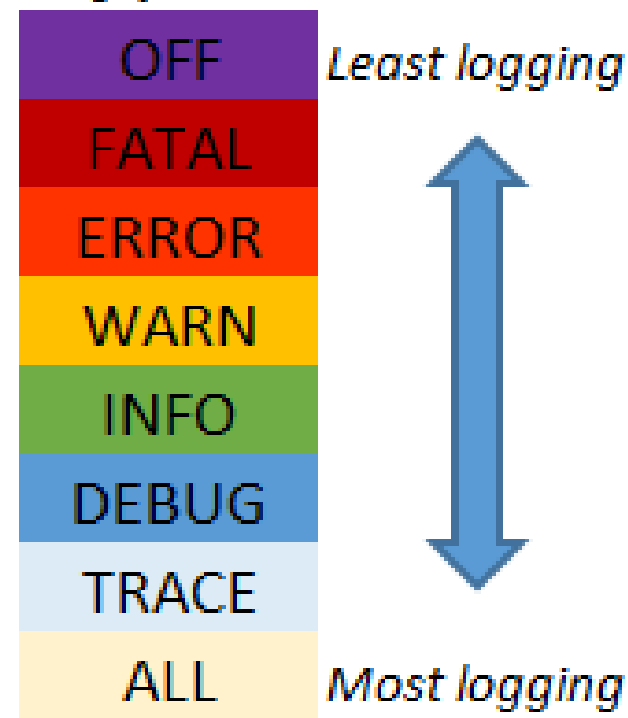 OFF Least logging
FATAL
ERROR
WARN
INFO
DEBUG
TRACE
ALL Most logging